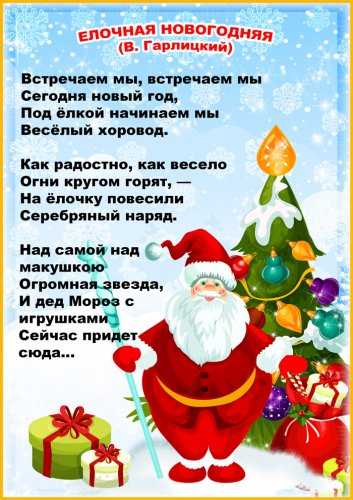 ЕЛОЧНАЯ НОВОГОДНЯЯ
(В. Гарлицкий)
Встречаем мы, встречаем мы
Сегодня новый год,
Под ёлкой начинаем мы
Весёлый хоровод.
Как радостно, как весело
Огни кругом горят, —
На ёлочку повесили
Серебряный наряд.
Над самой над
макушкою
Огромная звезда,
И дед Мороз с
игрушками
Сейчас придет
сюда...